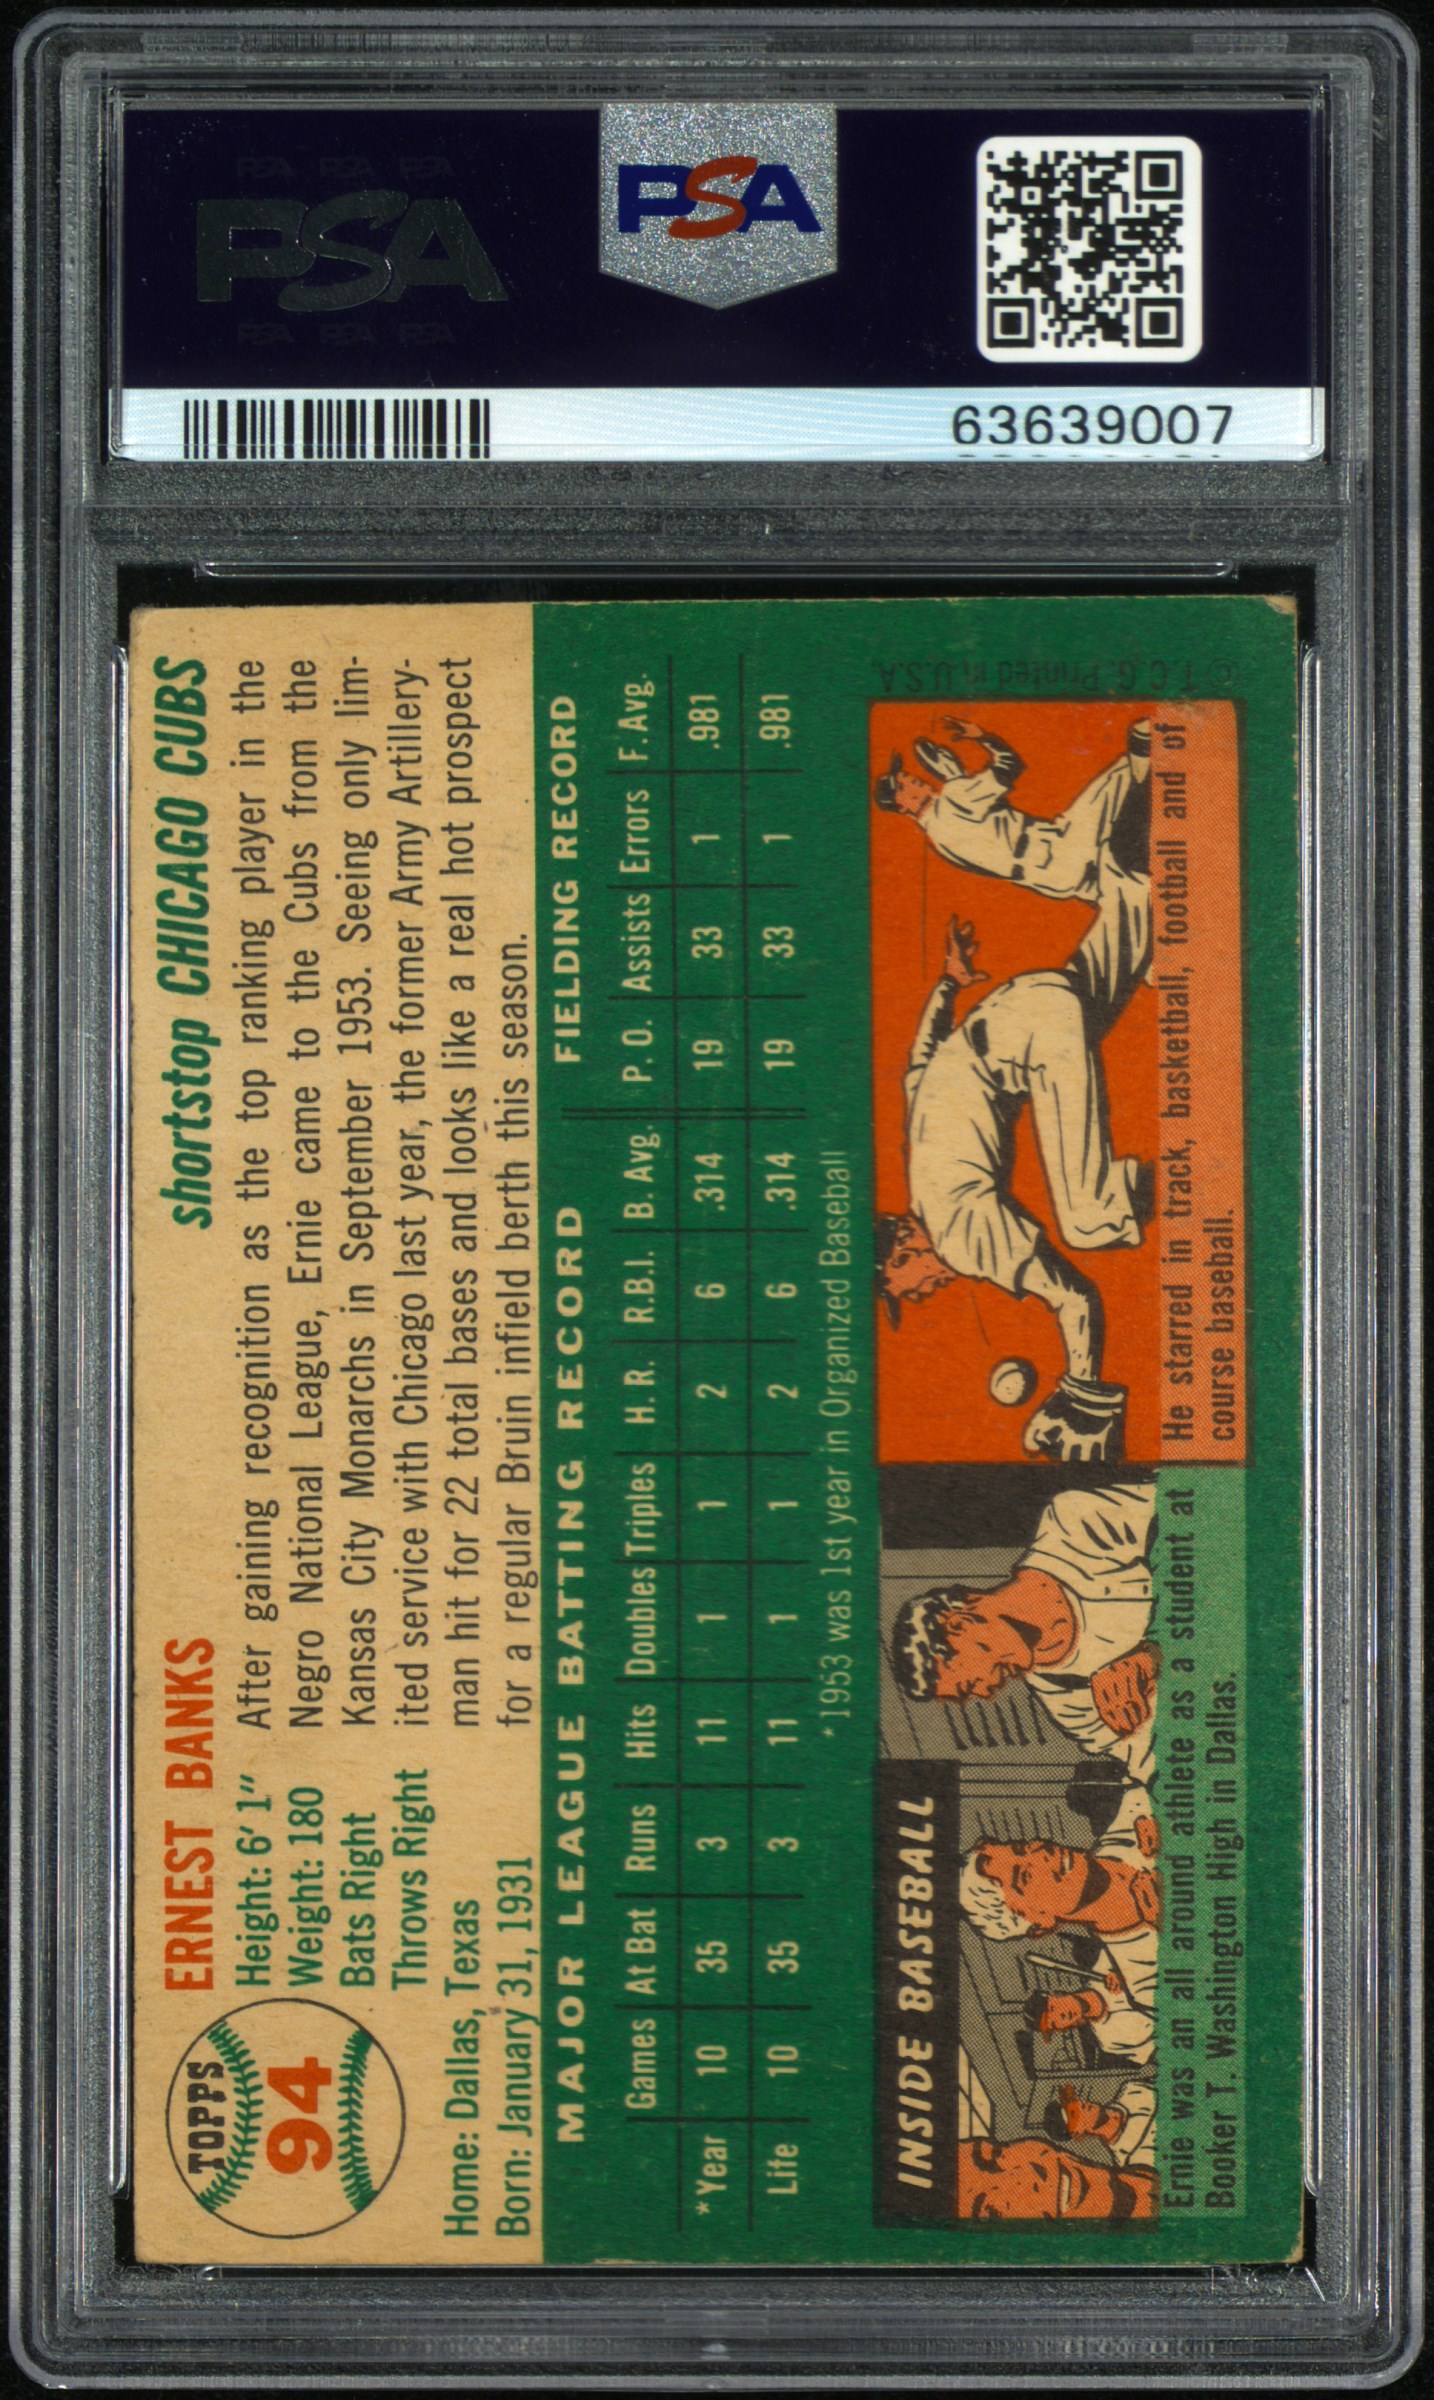 PSA PSA PSA
PSA
PSA PSA PSA
PSA
63639007
TOPPS
94
ERNEST BANKS
shortstop CHICAGO CUBS
Height: 6' 1"
Weight: 180
Bats Right
Throws Right
Home: Dallas, Texas
Born: January 31, 1931
After gaining recognition as the top ranking player in the
Negro National League, Ernie came to the Cubs from the
Kansas City Monarchs in September 1953. Seeing only lim-
ited service with Chicago last year, the former Army Artillery-
man hit for 22 total bases and looks like a real hot prospect
for a regular Bruin infield berth this season.
MAJOR LEAGUE BATTING RECORD FIELDING RECORD
Games At Bat Runs Hits Doubles Triples H.R. R.B.I. B. Avg. P. O. Assists Errors F. Avg.
*Year 10 35 3 11 1 1 2 6 .314 19 33 1 .981
Life 10 35 3 11 1 1 2 6 .314 19 33 1 .981
*1953 was 1st year in Organized Baseball
INSIDE BASEBALL
Ernie was an all around athlete as a student at
Booker T. Washington High in Dallas.
He starred in track, basketball, football and of
course baseball.
© T. C. G. Printed in U.S.A.